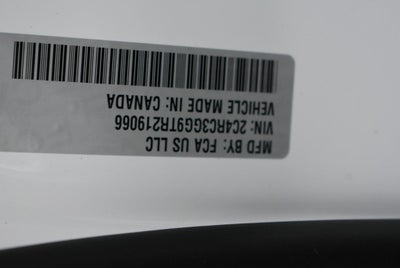 MFD BY: FCA US LLC
VIN: 2C4RC3GG9TR219066
VEHICLE MADE IN: CANADA